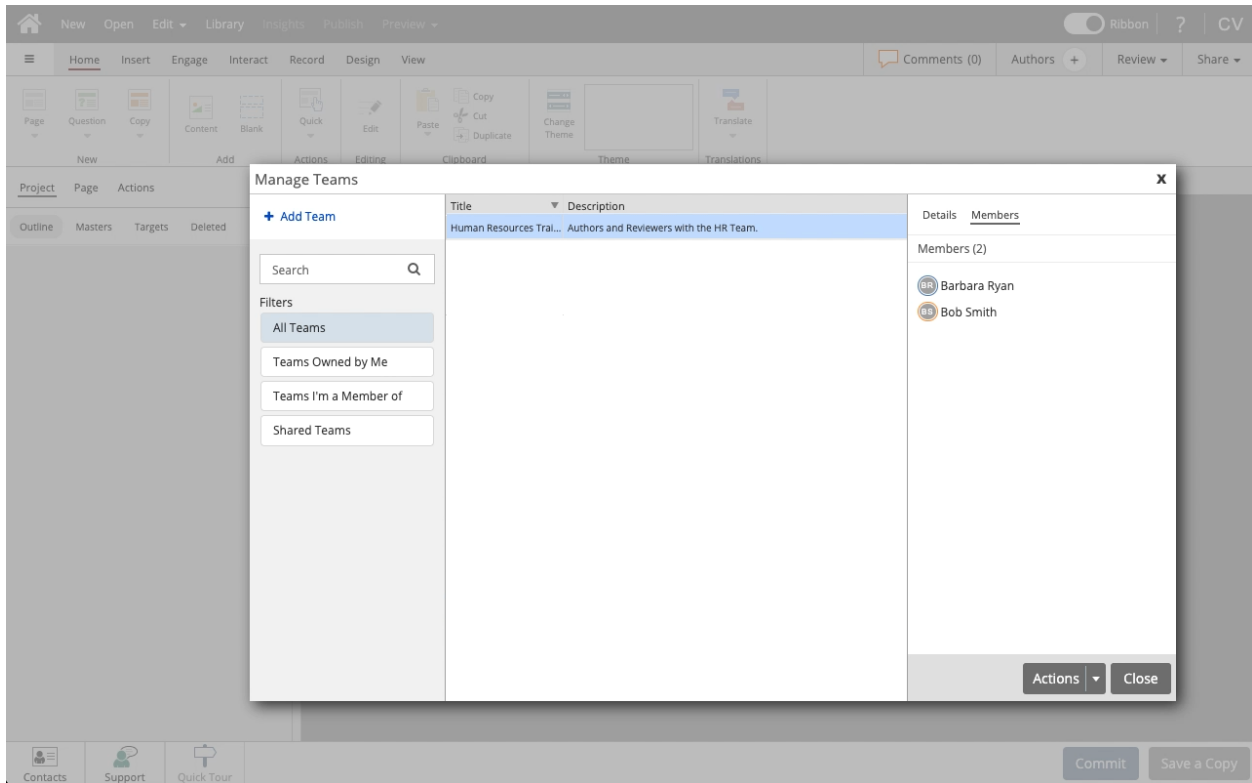 New Open Edit Library Insights Publish Preview Ribbon ? CV
Home Insert Engage Interact Record Design View Comments (0) Authors + Review Share
Page Question Copy Content Blank Quick Edit Paste Copy Cut Duplicate Change Theme Translate
New Add Actions Editing Clipboard Theme Translations
Project Page Actions
Outline Masters Targets Deleted
Manage Teams X
+ Add Team
Search
Filters
All Teams
Teams Owned by Me
Teams I'm a Member of
Shared Teams
Title Description
Human Resources Trai... Authors and Reviewers with the HR Team.
Details Members
Members (2)
BR Barbara Ryan
BS Bob Smith
Actions Close
Contacts Support Quick Tour Commit Save a Copy